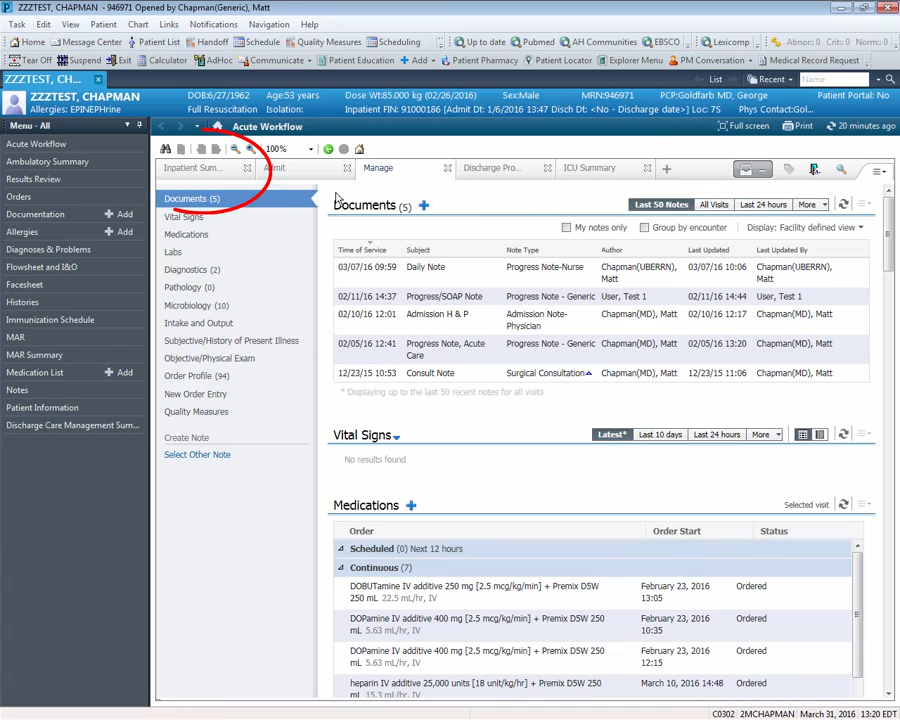 ZZZTEST, CHAPMAN - 946971 Opened by Chapman(Generic), Matt
Task Edit View Patient Chart Links Notifications Navigation Help
Home Message Center Patient List Handoff Schedule Quality Measures Scheduling Up to date Pubmed AH Communities EBSCO Lexicomp Abnor: 0 Crit: 0 Norm: 0
Tear Off Suspend Exit Calculator AdHoc Communicate Patient Education Add Patient Pharmacy Patient Locator Explorer Menu PM Conversation Medical Record Request
ZZZTEST, CH... List Recent Name
ZZZTEST, CHAPMAN DOB:6/27/1962 Age:53 years Dose Wt:85.000 kg (02/26/2016) Sex:Male MRN:946971 PCP:Goldfarb MD, George Patient Portal: No
Allergies: EPINEPHrine Full Resuscitation Isolation: Inpatient FIN: 91000186 [Admit Dt: 1/6/2016 13:47 Disch Dt: <No - Discharge date>] Loc: 7S Phys Contact:Gol...
Menu - All
Acute Workflow
Full screen Print 20 minutes ago
Acute Workflow
Ambulatory Summary
Results Review
Orders
Documentation Add
Allergies Add
Diagnoses & Problems
Flowsheet and I&O
Facesheet
Histories
Immunization Schedule
MAR
MAR Summary
Medication List Add
Notes
Patient Information
Discharge Care Management Sum...
100%
Inpatient Sum... Admit Manage Discharge Pro... ICU Summary
Documents (5)
Vital Signs
Medications
Labs
Diagnostics (2)
Pathology (0)
Microbiology (10)
Intake and Output
Subjective/History of Present Illness
Objective/Physical Exam
Order Profile (94)
New Order Entry
Quality Measures
Create Note
Select Other Note
Documents (5) Last 50 Notes All Visits Last 24 hours More
My notes only Group by encounter Display: Facility defined view
Time of Service Subject Note Type Author Last Updated Last Updated By
03/07/16 09:59 Daily Note Progress Note-Nurse Chapman(UBERRN), 03/07/16 10:06 Chapman(UBERRN),
Matt Matt
02/11/16 14:37 Progress/SOAP Note Progress Note - Generic User, Test 1 02/11/16 14:44 User, Test 1
02/10/16 12:01 Admission H & P Admission Note- Chapman(MD), Matt 02/10/16 12:17 Chapman(MD), Matt
Physician
02/05/16 12:41 Progress Note, Acute Progress Note - Generic Chapman(MD), Matt 02/05/16 13:20 Chapman(MD), Matt
Care
12/23/15 10:53 Consult Note Surgical Consultation Chapman(MD), Matt 12/23/15 11:06 Chapman(MD), Matt
* Displaying up to the last 50 recent notes for all visits
Vital Signs Latest* Last 10 days Last 24 hours More
No results found
Medications Selected visit
Order Order Start Status
Scheduled (0) Next 12 hours
Continuous (7)
DOBUTamine IV additive 250 mg [2.5 mcg/kg/min] + Premix D5W February 23, 2016 Ordered
250 mL 22.5 mL/hr, IV 13:05
DOPamine IV additive 400 mg [2.5 mcg/kg/min] + Premix D5W 250 February 23, 2016 Ordered
mL 5.63 mL/hr, IV 10:35
DOPamine IV additive 400 mg [2.5 mcg/kg/min] + Premix D5W 250 February 23, 2016 Ordered
mL 5.63 mL/hr, IV 12:15
heparin IV additive 25,000 units [18 unit/kg/hr] + Premix D5W March 10, 2016 14:48 Ordered
250 mL 15.3 mL/hr, IV
C0302 2MCHAPMAN March 31, 2016 13:20 EDT